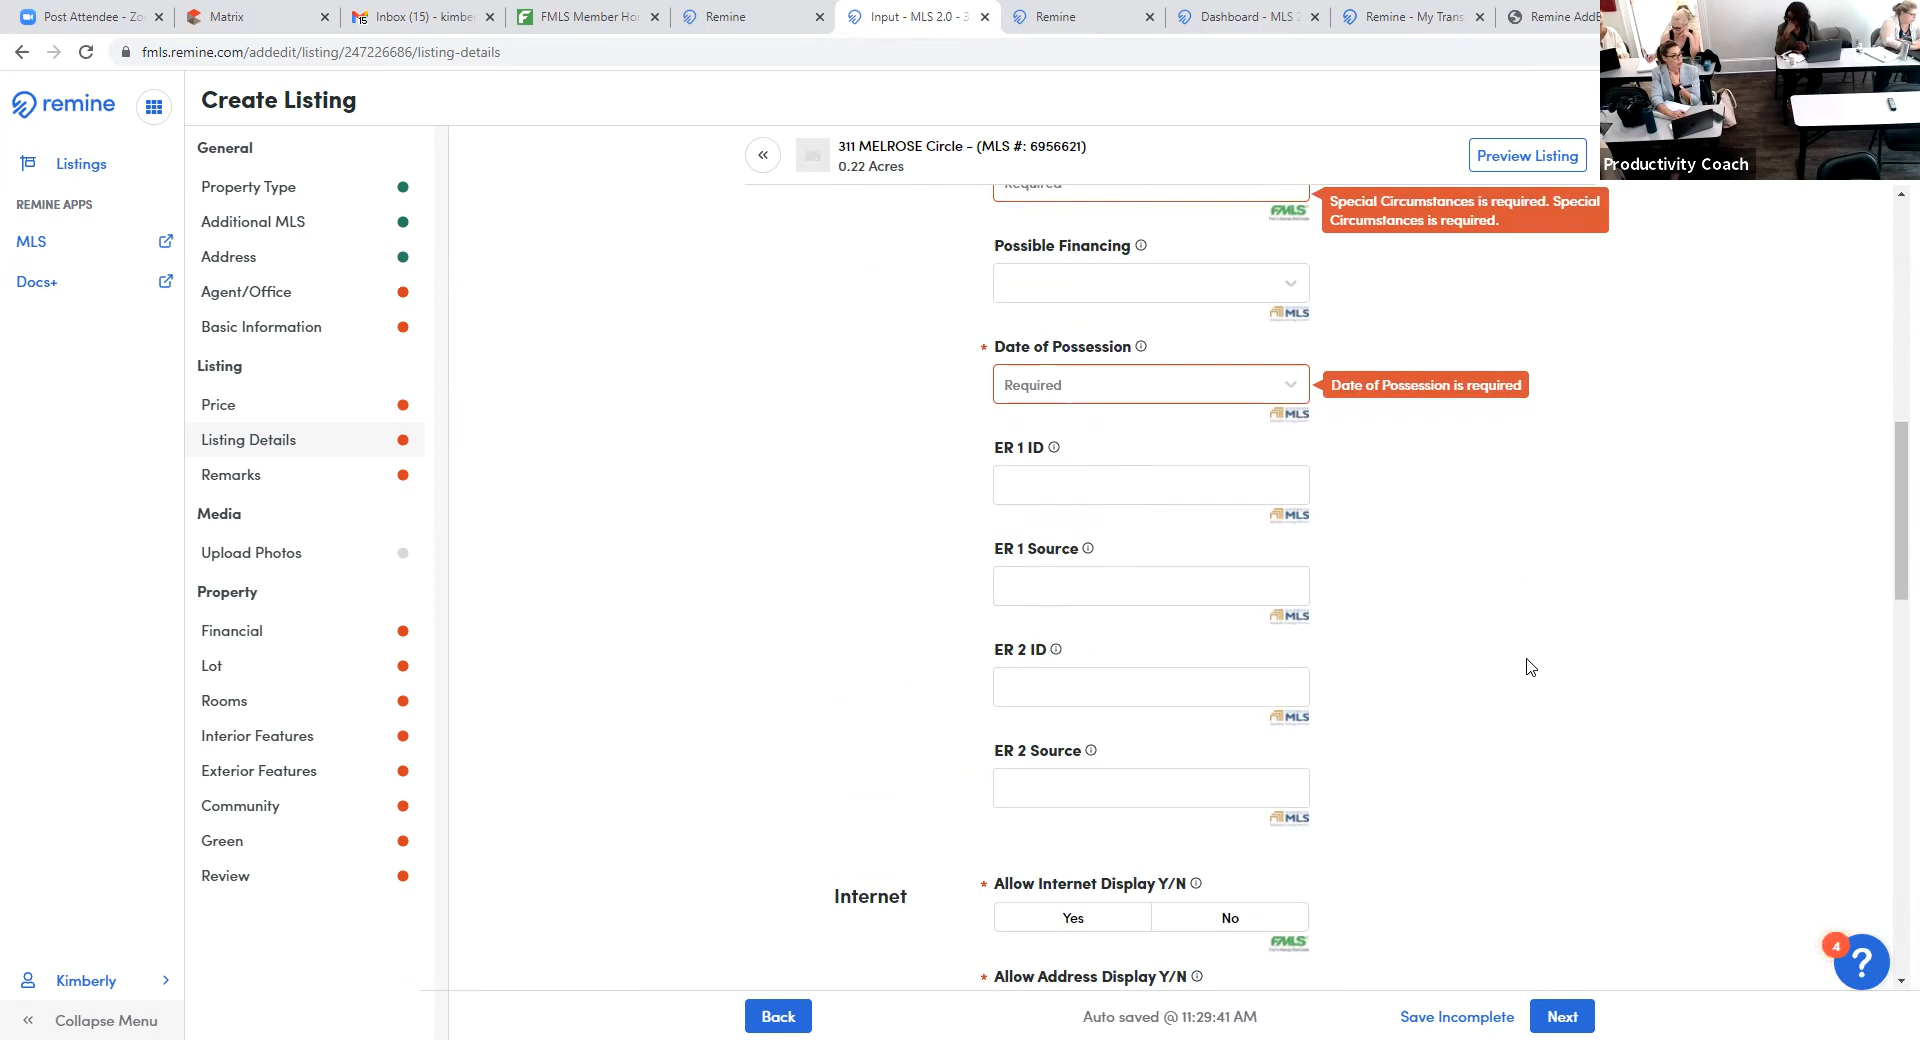 Post Attendee - Zo
Matrix
Inbox (15) - kimbe
FMLS Member Ho
Remine
Input - MLS 2.0 - 3
Remine
Dashboard - MLS 2
Remine - My Trans
Remine AddE
fmls.remine.com/addedit/listing/247226686/listing-details
remine
Create Listing
Listings
REMINE APPS
MLS
Docs+
General
Property Type
Additional MLS
Address
Agent/Office
Basic Information
Listing
Price
Listing Details
Remarks
Media
Upload Photos
Property
Financial
Lot
Rooms
Interior Features
Exterior Features
Community
Green
Review
Kimberly
Collapse Menu
311 MELROSE Circle - (MLS #: 6956621)
0.22 Acres
Preview Listing
Productivity Coach
Required
FMLS
Special Circumstances is required. Special
Circumstances is required.
Possible Financing
MLS
* Date of Possession
Required
Date of Possession is required
MLS
ER 1 ID
MLS
ER 1 Source
MLS
ER 2 ID
MLS
ER 2 Source
MLS
Internet
* Allow Internet Display Y/N
Yes
No
FMLS
* Allow Address Display Y/N
4
?
Back
Auto saved @ 11:29:41 AM
Save Incomplete
Next